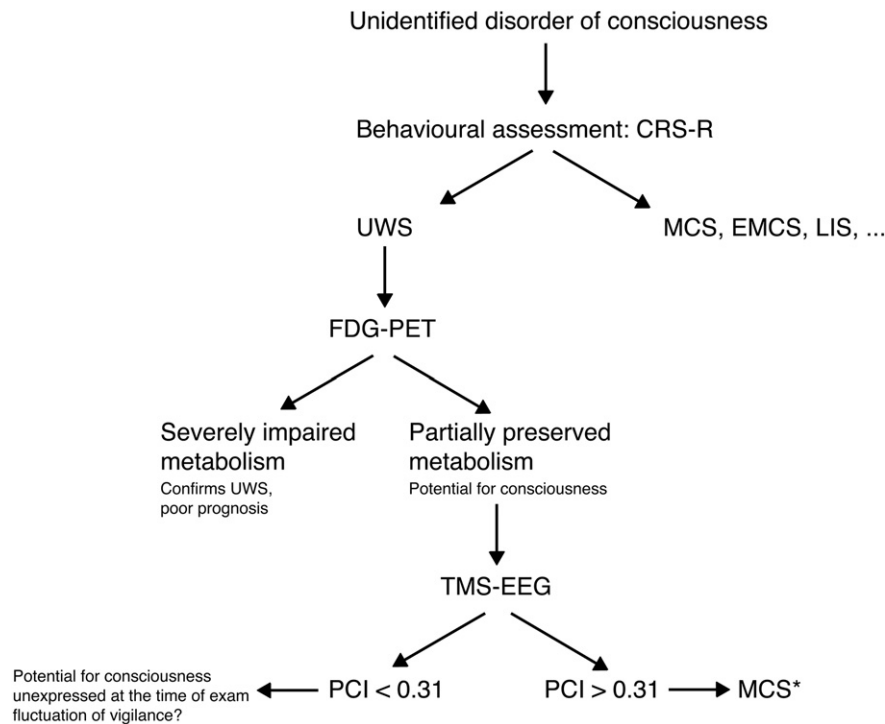 Unidentified disorder of consciousness
Behavioural assessment: CRS-R
UWS
MCS, EMCS, LIS, ...
FDG-PET
Severely impaired
metabolism
Confirms UWS,
poor prognosis
Partially preserved
metabolism
Potential for consciousness
TMS-EEG
Potential for consciousness
unexpressed at the time of exam
fluctuation of vigilance?
PCI < 0.31
PCI > 0.31
MCS*